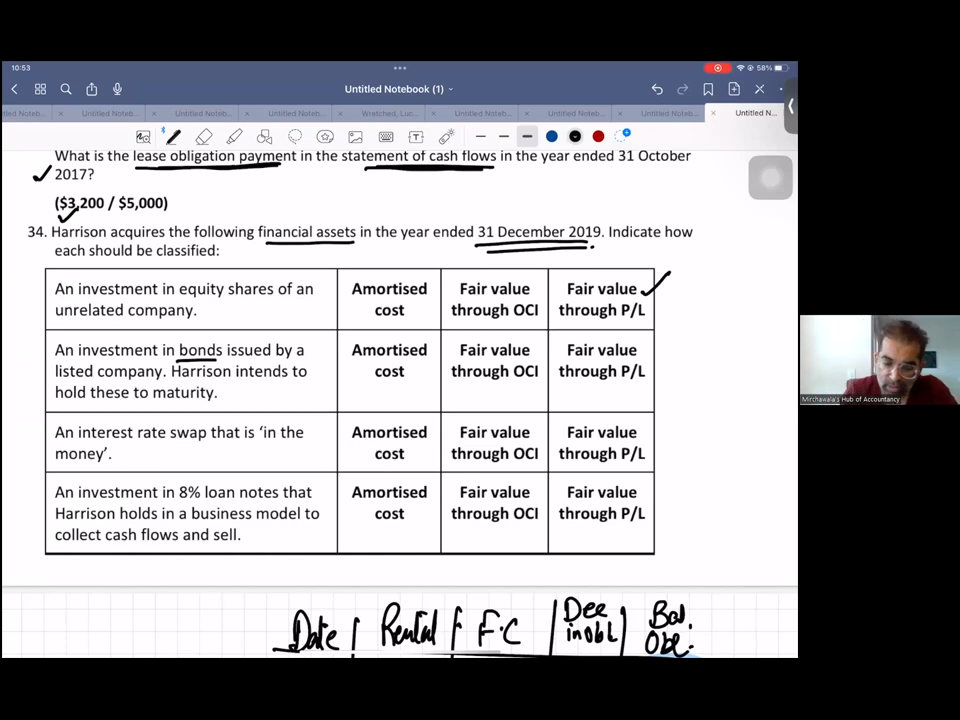 10:53
58%
Untitled Notebook (1)
Untitled Noteb...
Untitled Noteb...
Untitled Noteb...
Wretched, Luc...
Untitled Noteb...
Untitled Noteb...
Untitled N...
What is the lease obligation payment in the statement of cash flows in the year ended 31 October
2017?
($3,200 / $5,000)
34. Harrison acquires the following financial assets in the year ended 31 December 2019. Indicate how
each should be classified:
An investment in equity shares of an
unrelated company.
Amortised
cost
Fair value
through OCI
Fair value
through P/L
An investment in bonds issued by a
listed company. Harrison intends to
hold these to maturity.
Amortised
cost
Fair value
through OCI
Fair value
through P/L
An interest rate swap that is ‘in the
money’.
Amortised
cost
Fair value
through OCI
Fair value
through P/L
An investment in 8% loan notes that
Harrison holds in a business model to
collect cash flows and sell.
Amortised
cost
Fair value
through OCI
Fair value
through P/L
Date
Rental
F.C
Dec
in obl
Bal.
Obl.
Mirchawala's Hub of Accountancy